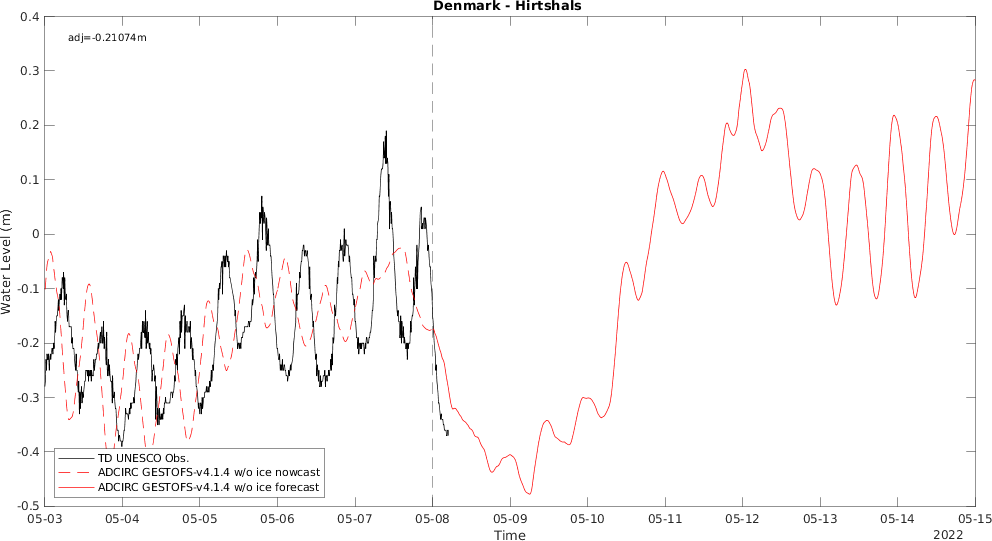 Denmark - Hirtshals
adj=-0.21074m
Water Level (m)
0.4
0.3
0.2
0.1
0
-0.1
-0.2
-0.3
-0.4
-0.5
TD UNESCO Obs.
ADCIRC GESTOFS-v4.1.4 w/o ice nowcast
ADCIRC GESTOFS-v4.1.4 w/o ice forecast
05-03 05-04 05-05 05-06 05-07 05-08 05-09 05-10 05-11 05-12 05-13 05-14 05-15
Time
2022